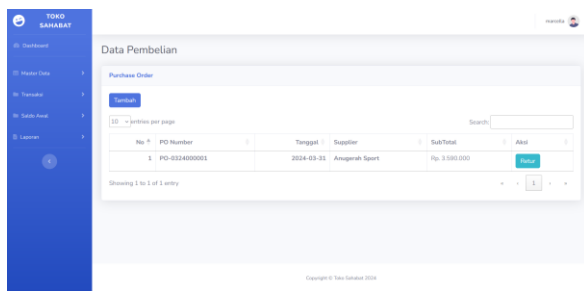 TOKO
SAHABAT
Dashboard
Master Data
Transaksi
Saldo Awal
Laporan
Data Pembelian
Purchase Order
Tambah
10 entries per page
Search:
No PO Number Tanggal Supplier SubTotal Aksi
1 PO-0324000001 2024-03-31 Anugerah Sport Rp. 3.590.000 Retur
Showing 1 to 1 of 1 entry
« ‹ 1 › »
Copyright © Toko Sahabat 2024